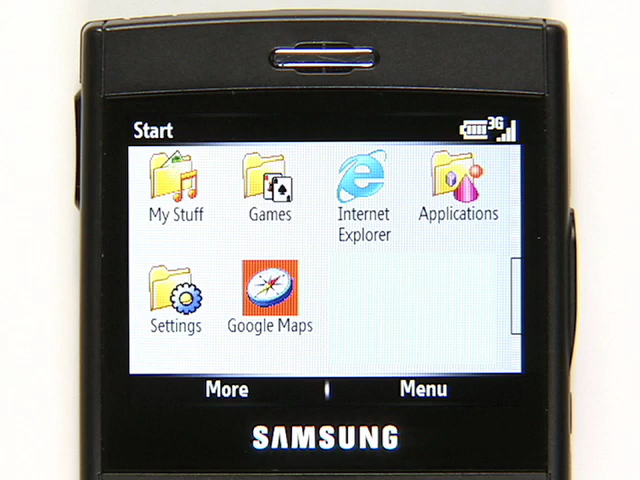 Start
3G
My Stuff
Games
Internet
Explorer
Applications
Settings
Google Maps
More
Menu
SAMSUNG